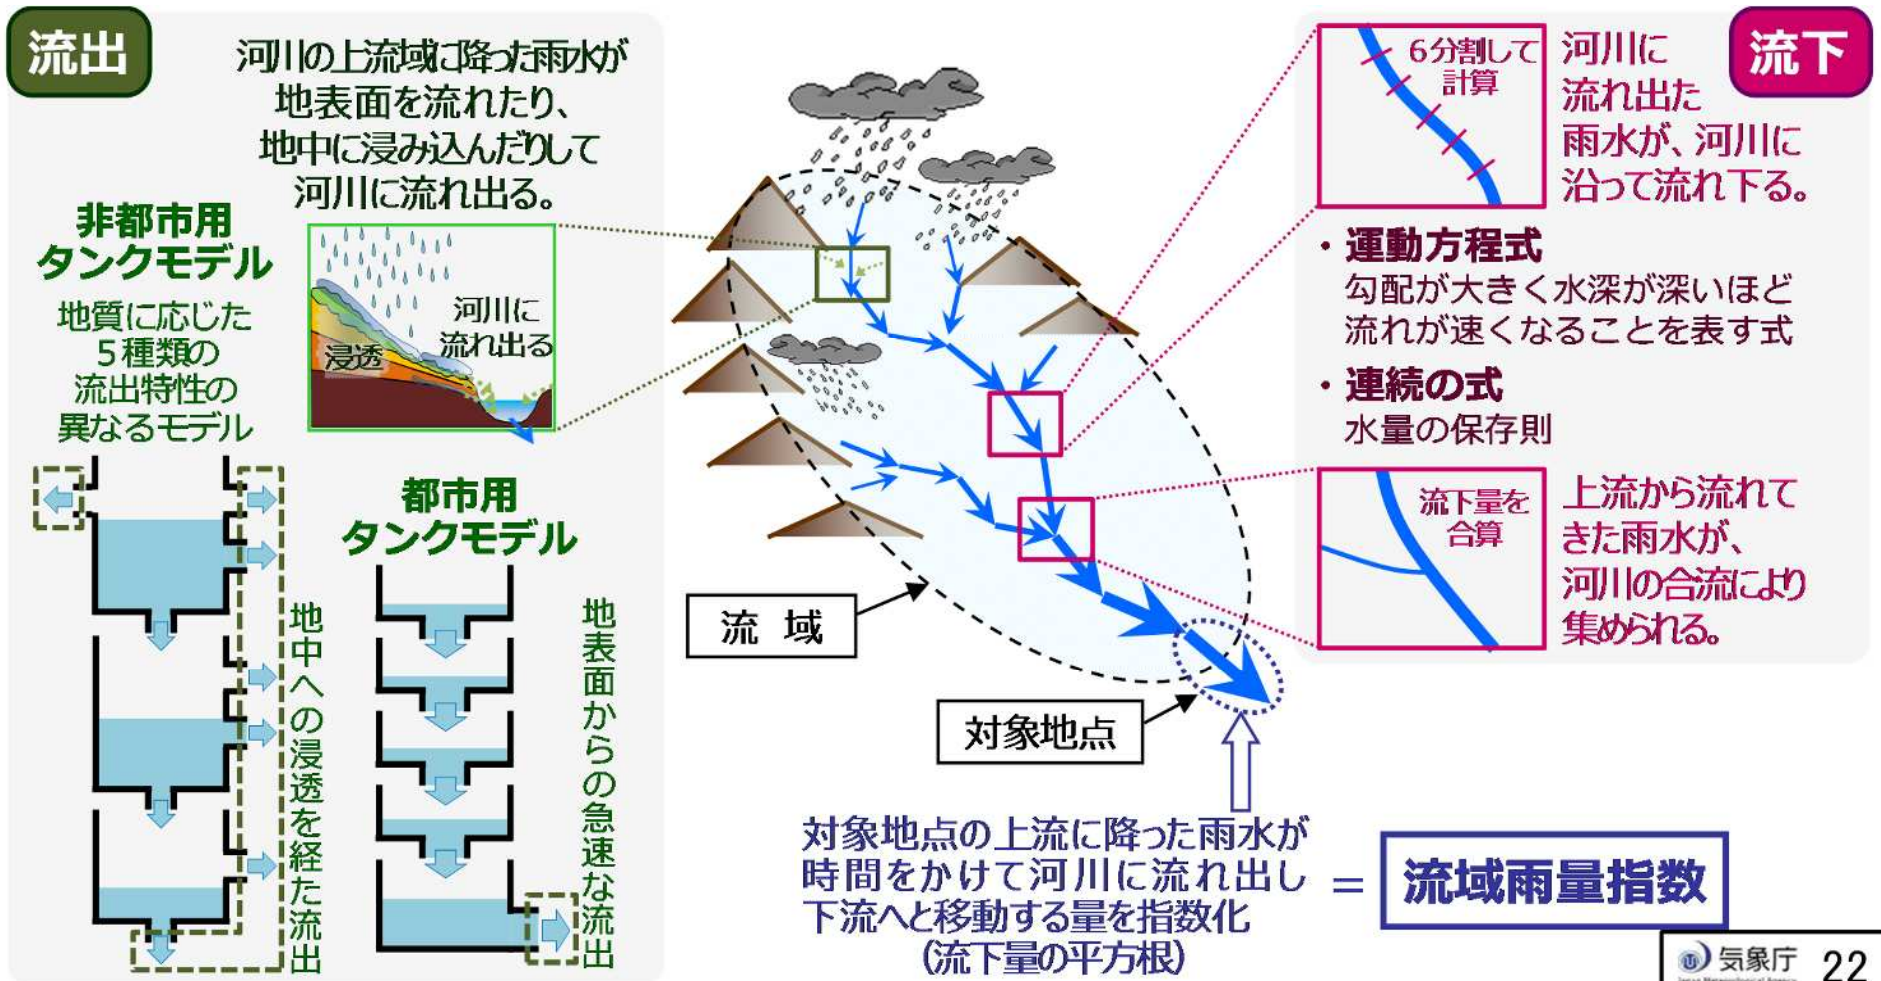 流出
河川の上流域に降った雨水が
地表面を流れたり、
地中に浸み込んだりして
河川に流れ出る。
非都市用
タンクモデル
地質に応じた
5種類の
流出特性の
異なるモデル
浸透
河川に
流れ出る
地中への浸透を経た流出
都市用
タンクモデル
地表面からの急速な流出
流域
対象地点
対象地点の上流に降った雨水が
時間をかけて河川に流れ出し
下流へと移動する量を指数化
(流下量の平方根)
=
流域雨量指数
流下
6分割して
計算
河川に
流れ出た
雨水が、河川に
沿って流れ下る。
・運動方程式
勾配が大きく水深が深いほど
流れが速くなることを表す式
・連続の式
水量の保存則
流下量を
合算
上流から流れて
きた雨水が、
河川の合流により
集められる。
気象庁
Japan Meteorological Agency
22